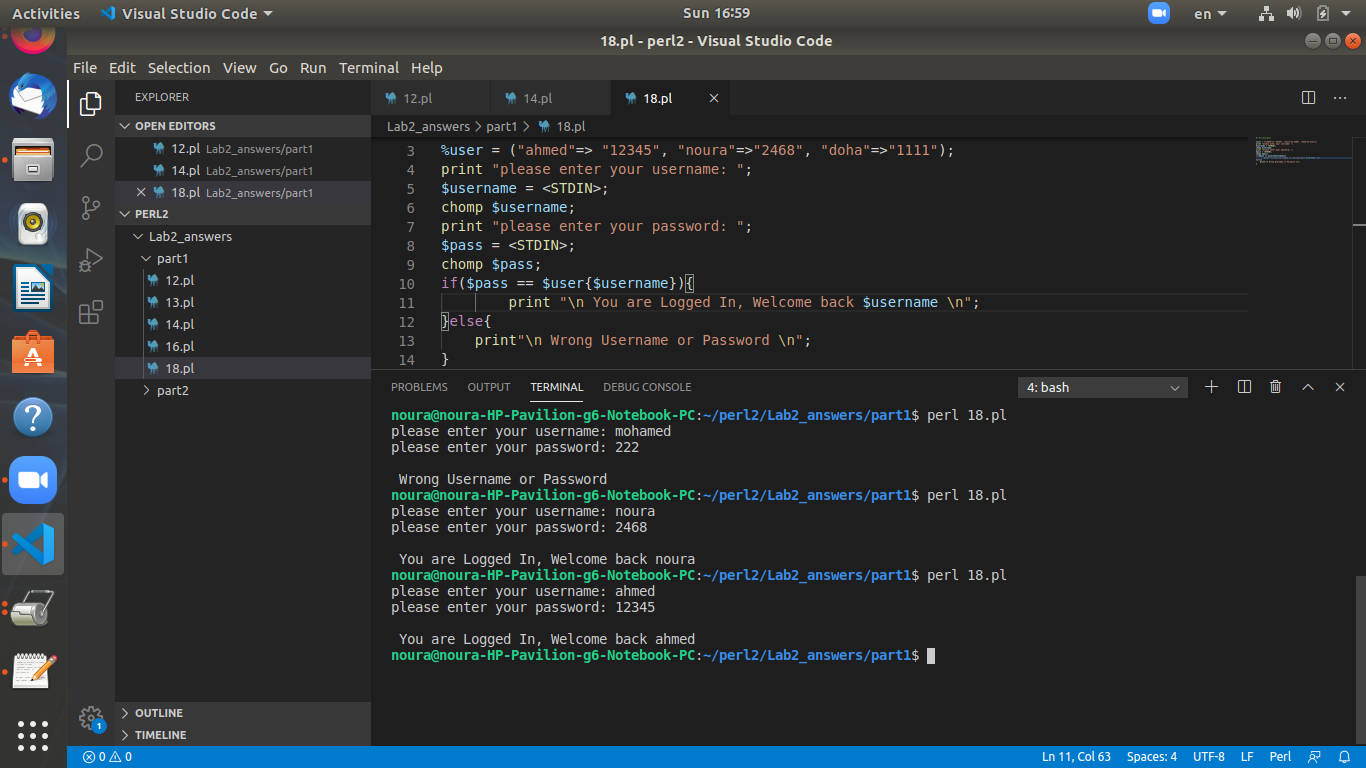 Activities Visual Studio Code Sun 16:59 en
18.pl - perl2 - Visual Studio Code
File Edit Selection View Go Run Terminal Help
EXPLORER
OPEN EDITORS
12.pl Lab2_answers/part1
14.pl Lab2_answers/part1
18.pl Lab2_answers/part1
PERL2
Lab2_answers
part1
12.pl
13.pl
14.pl
16.pl
18.pl
part2
OUTLINE
TIMELINE
12.pl 14.pl 18.pl
Lab2_answers > part1 > 18.pl
3 %user = ("ahmed"=> "12345", "noura"=>"2468", "doha"=>"1111");
4 print "please enter your username: ";
5 $username = <STDIN>;
6 chomp $username;
7 print "please enter your password: ";
8 $pass = <STDIN>;
9 chomp $pass;
10 if($pass == $user{$username}){
11 print "\n You are Logged In, Welcome back $username \n";
12 }else{
13 print"\n Wrong Username or Password \n";
14 }
PROBLEMS OUTPUT TERMINAL DEBUG CONSOLE 4: bash
noura@noura-HP-Pavilion-g6-Notebook-PC:~/perl2/Lab2_answers/part1$ perl 18.pl
please enter your username: mohamed
please enter your password: 222
Wrong Username or Password
noura@noura-HP-Pavilion-g6-Notebook-PC:~/perl2/Lab2_answers/part1$ perl 18.pl
please enter your username: noura
please enter your password: 2468
You are Logged In, Welcome back noura
noura@noura-HP-Pavilion-g6-Notebook-PC:~/perl2/Lab2_answers/part1$ perl 18.pl
please enter your username: ahmed
please enter your password: 12345
You are Logged In, Welcome back ahmed
noura@noura-HP-Pavilion-g6-Notebook-PC:~/perl2/Lab2_answers/part1$
1
0 0 Ln 11, Col 63 Spaces: 4 UTF-8 LF Perl